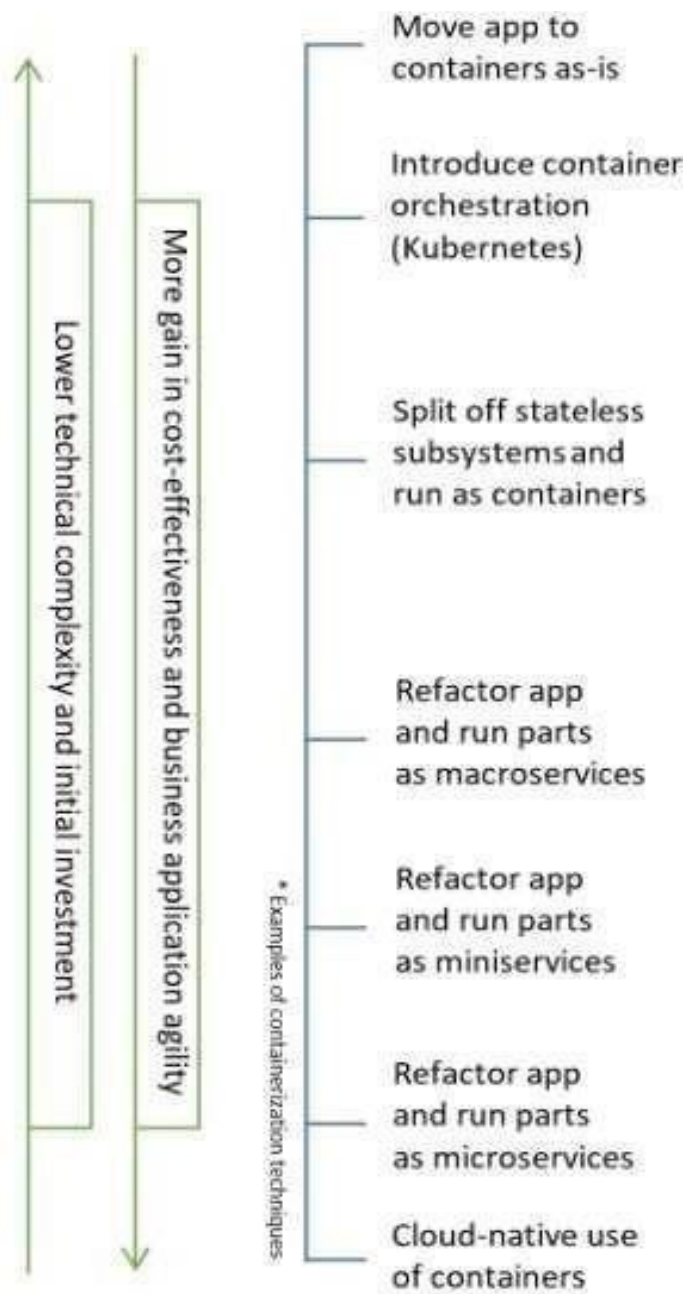 Lower technical complexity and initial investment
More gain in cost-effectiveness and business application agility
* Examples of containerization techniques
Move app to
containers as-is
Introduce container
orchestration
(Kubernetes)
Split off stateless
subsystems and
run as containers
Refactor app
and run parts
as macroservices
Refactor app
and run parts
as miniservices
Refactor app
and run parts
as microservices
Cloud-native use
of containers